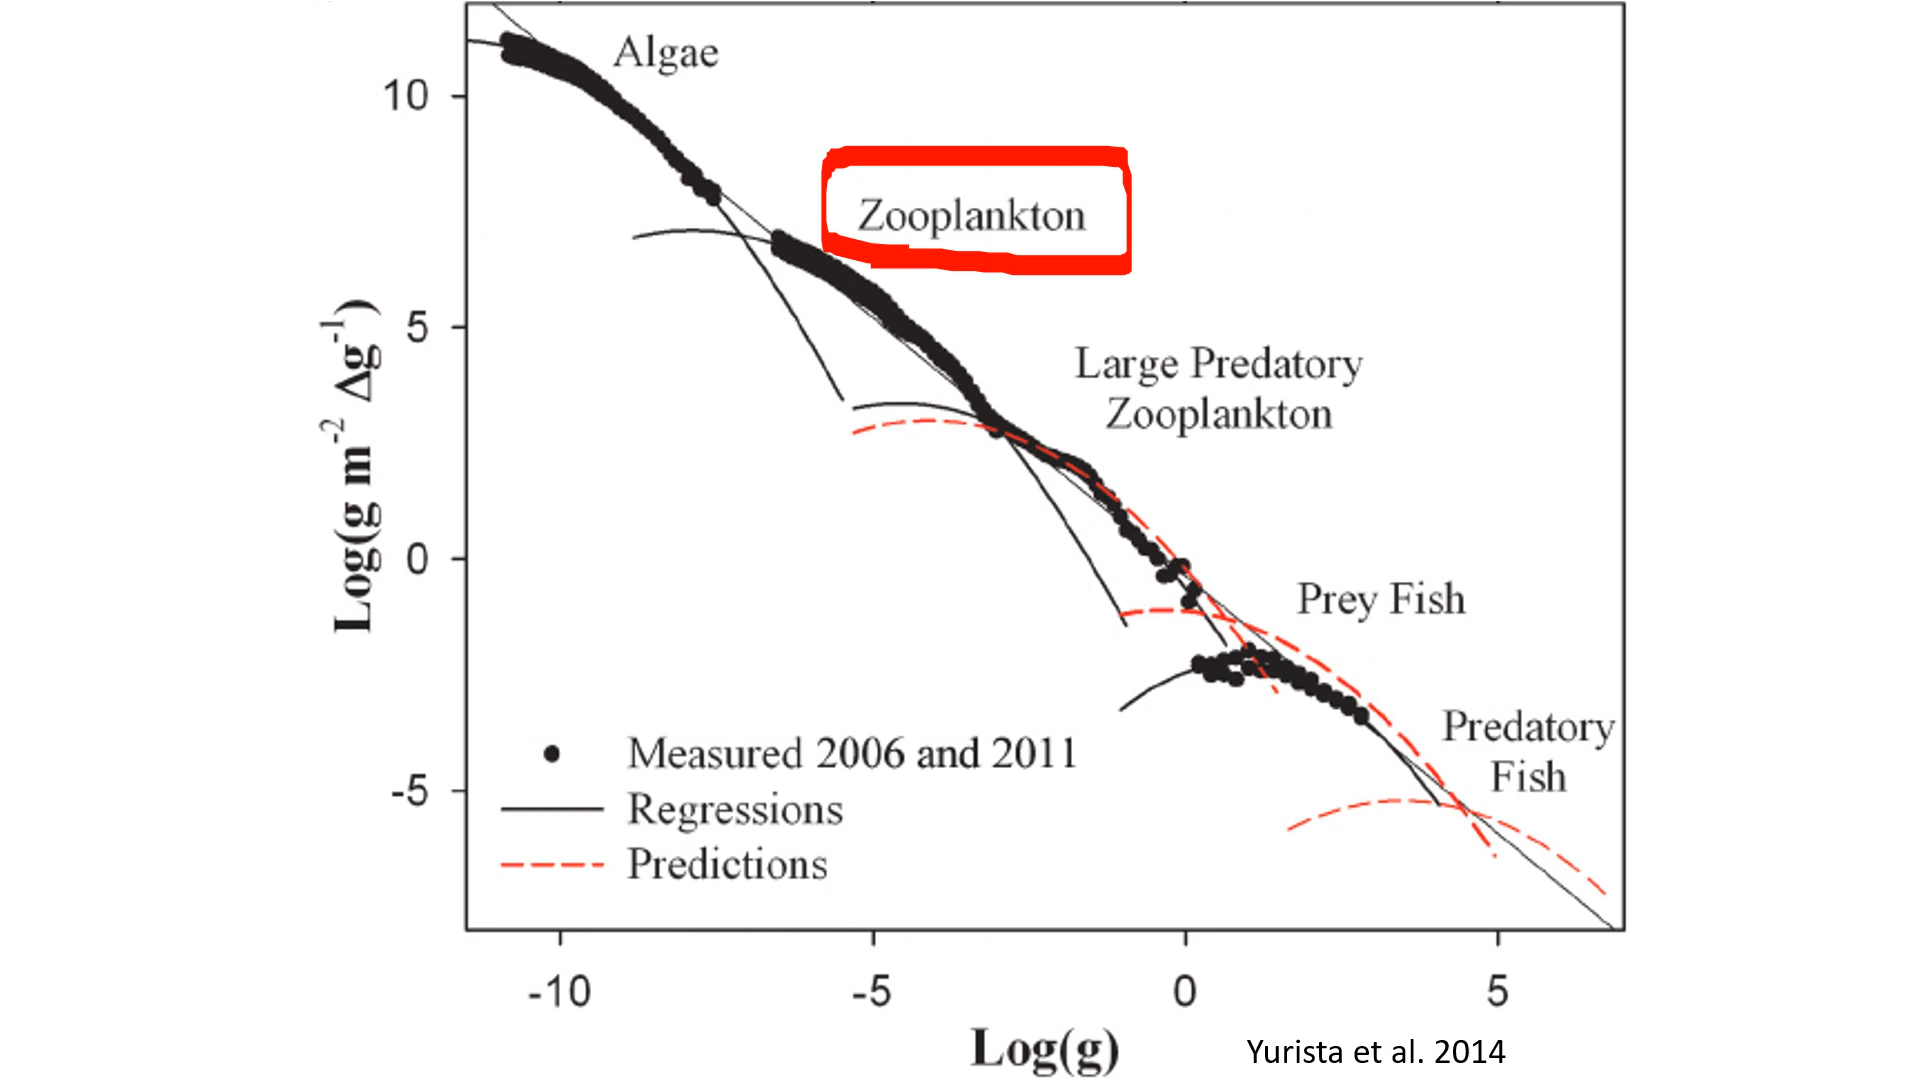 Algae
10
Zooplankton
5
Large Predatory
Zooplankton
Log(g m-2 Δg-1)
0
Prey Fish
Predatory
Fish
Measured 2006 and 2011
-5
Regressions
Predictions
-10
-5
0
5
Log(g)
Yurista et al. 2014